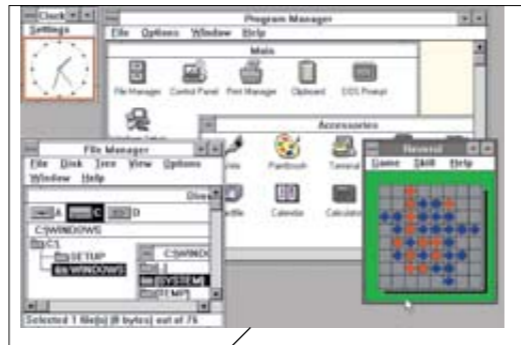 Clock
Settings
Program Manager
File Options Window Help
Main
File Manager Control Panel Print Manager Clipboard DOS Prompt
Accessories
Paintbrush Terminal
Calendar Calculator
File Manager
File Disk Tree View Options
Window Help
A C D
C:\WINDOWS
C:\
SETUP
WINDOWS
[..]
[SYSTEM]
[TEMP]
Selected 1 file(s) (0 bytes) out of 76
Reversi
Game Skill Help